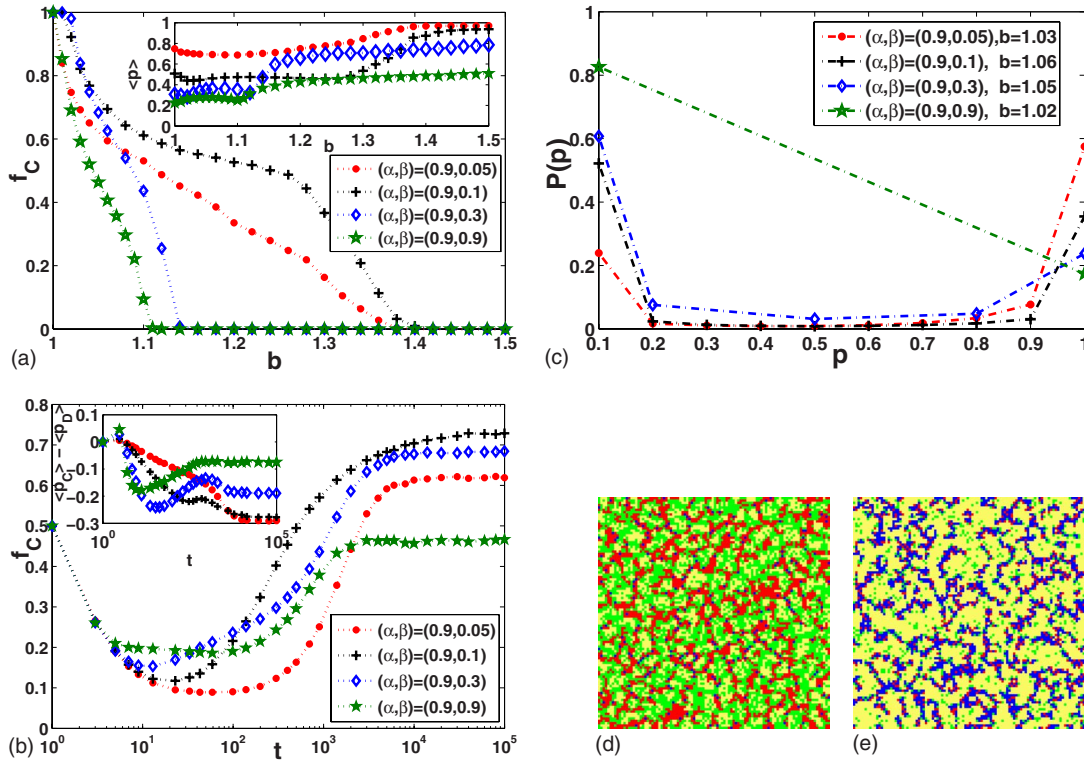 1
0.8
0.6
0.4
0.2
0
f_C
1
1.1
1.2
1.3
1.4
1.5
b
(a)
1
0.8
0.6
0.4
0.2
0
<p>
1
1.1
1.2
1.3
1.4
1.5
b
(α,β)=(0.9,0.05)
(α,β)=(0.9,0.1)
(α,β)=(0.9,0.3)
(α,β)=(0.9,0.9)
1
0.8
0.6
0.4
0.2
0
P(p)
0.1
0.2
0.3
0.4
0.5
0.6
0.7
0.8
0.9
1
p
(c)
(α,β)=(0.9,0.05),b=1.03
(α,β)=(0.9,0.1), b=1.06
(α,β)=(0.9,0.3), b=1.05
(α,β)=(0.9,0.9), b=1.02
0.8
0.7
0.6
0.5
0.4
0.3
0.2
0.1
0
f_C
10^0
10^1
10^2
10^3
10^4
10^5
t
(b)
0.1
0
−0.1
−0.2
−0.3
<p_C> − <p_D>
10^0
10^5
t
(α,β)=(0.9,0.05)
(α,β)=(0.9,0.1)
(α,β)=(0.9,0.3)
(α,β)=(0.9,0.9)
(d)
(e)